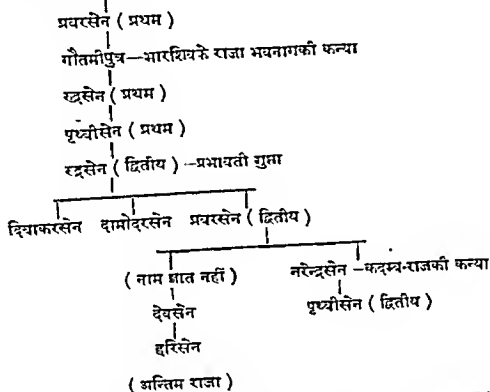 प्रवरसेन ( प्रथम )
गौतमीपुत्र—भारशिवके राजा भवनागकी कन्या
रुद्रसेन ( प्रथम )
पृथ्वीसेन ( प्रथम )
रुद्रसेन ( द्वितीय ) –प्रभावती गुप्ता
दिवाकरसेन दामोदरसेन प्रवरसेन ( द्वितीय )
( नाम ज्ञात नहीं ) नरेन्द्रसेन –कदम्ब-राजकी कन्या
देवसेन पृथ्वीसेन ( द्वितीय )
हरिसेन
( अन्तिम राजा )